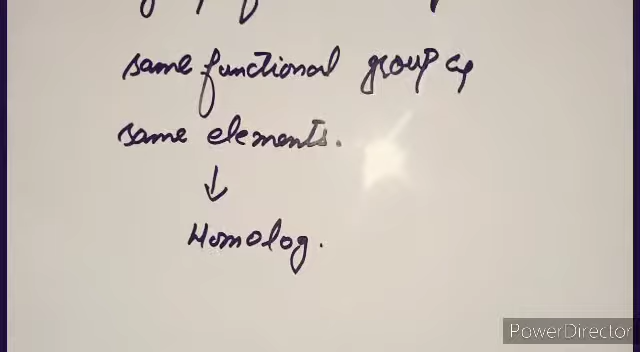 same functional group &
same elements.
↓
Homolog.
PowerDirector